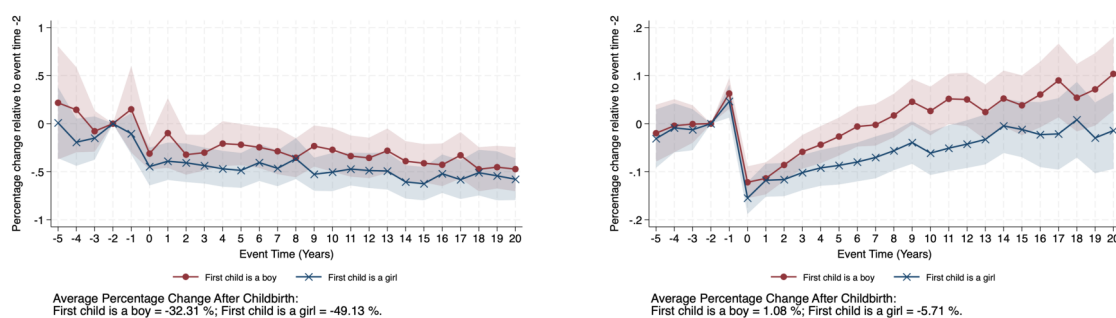 Percentage change relative to event time -2
1
.5
0
-.5
-1
-5 -4 -3 -2 -1 0 1 2 3 4 5 6 7 8 9 10 11 12 13 14 15 16 17 18 19 20
Event Time (Years)
First child is a boy First child is a girl
Average Percentage Change After Childbirth:
First child is a boy = -32.31 %; First child is a girl = -49.13 %.
Percentage change relative to event time -2
.2
.1
0
-.1
-.2
-5 -4 -3 -2 -1 0 1 2 3 4 5 6 7 8 9 10 11 12 13 14 15 16 17 18 19 20
Event Time (Years)
First child is a boy First child is a girl
Average Percentage Change After Childbirth:
First child is a boy = 1.08 %; First child is a girl = -5.71 %.